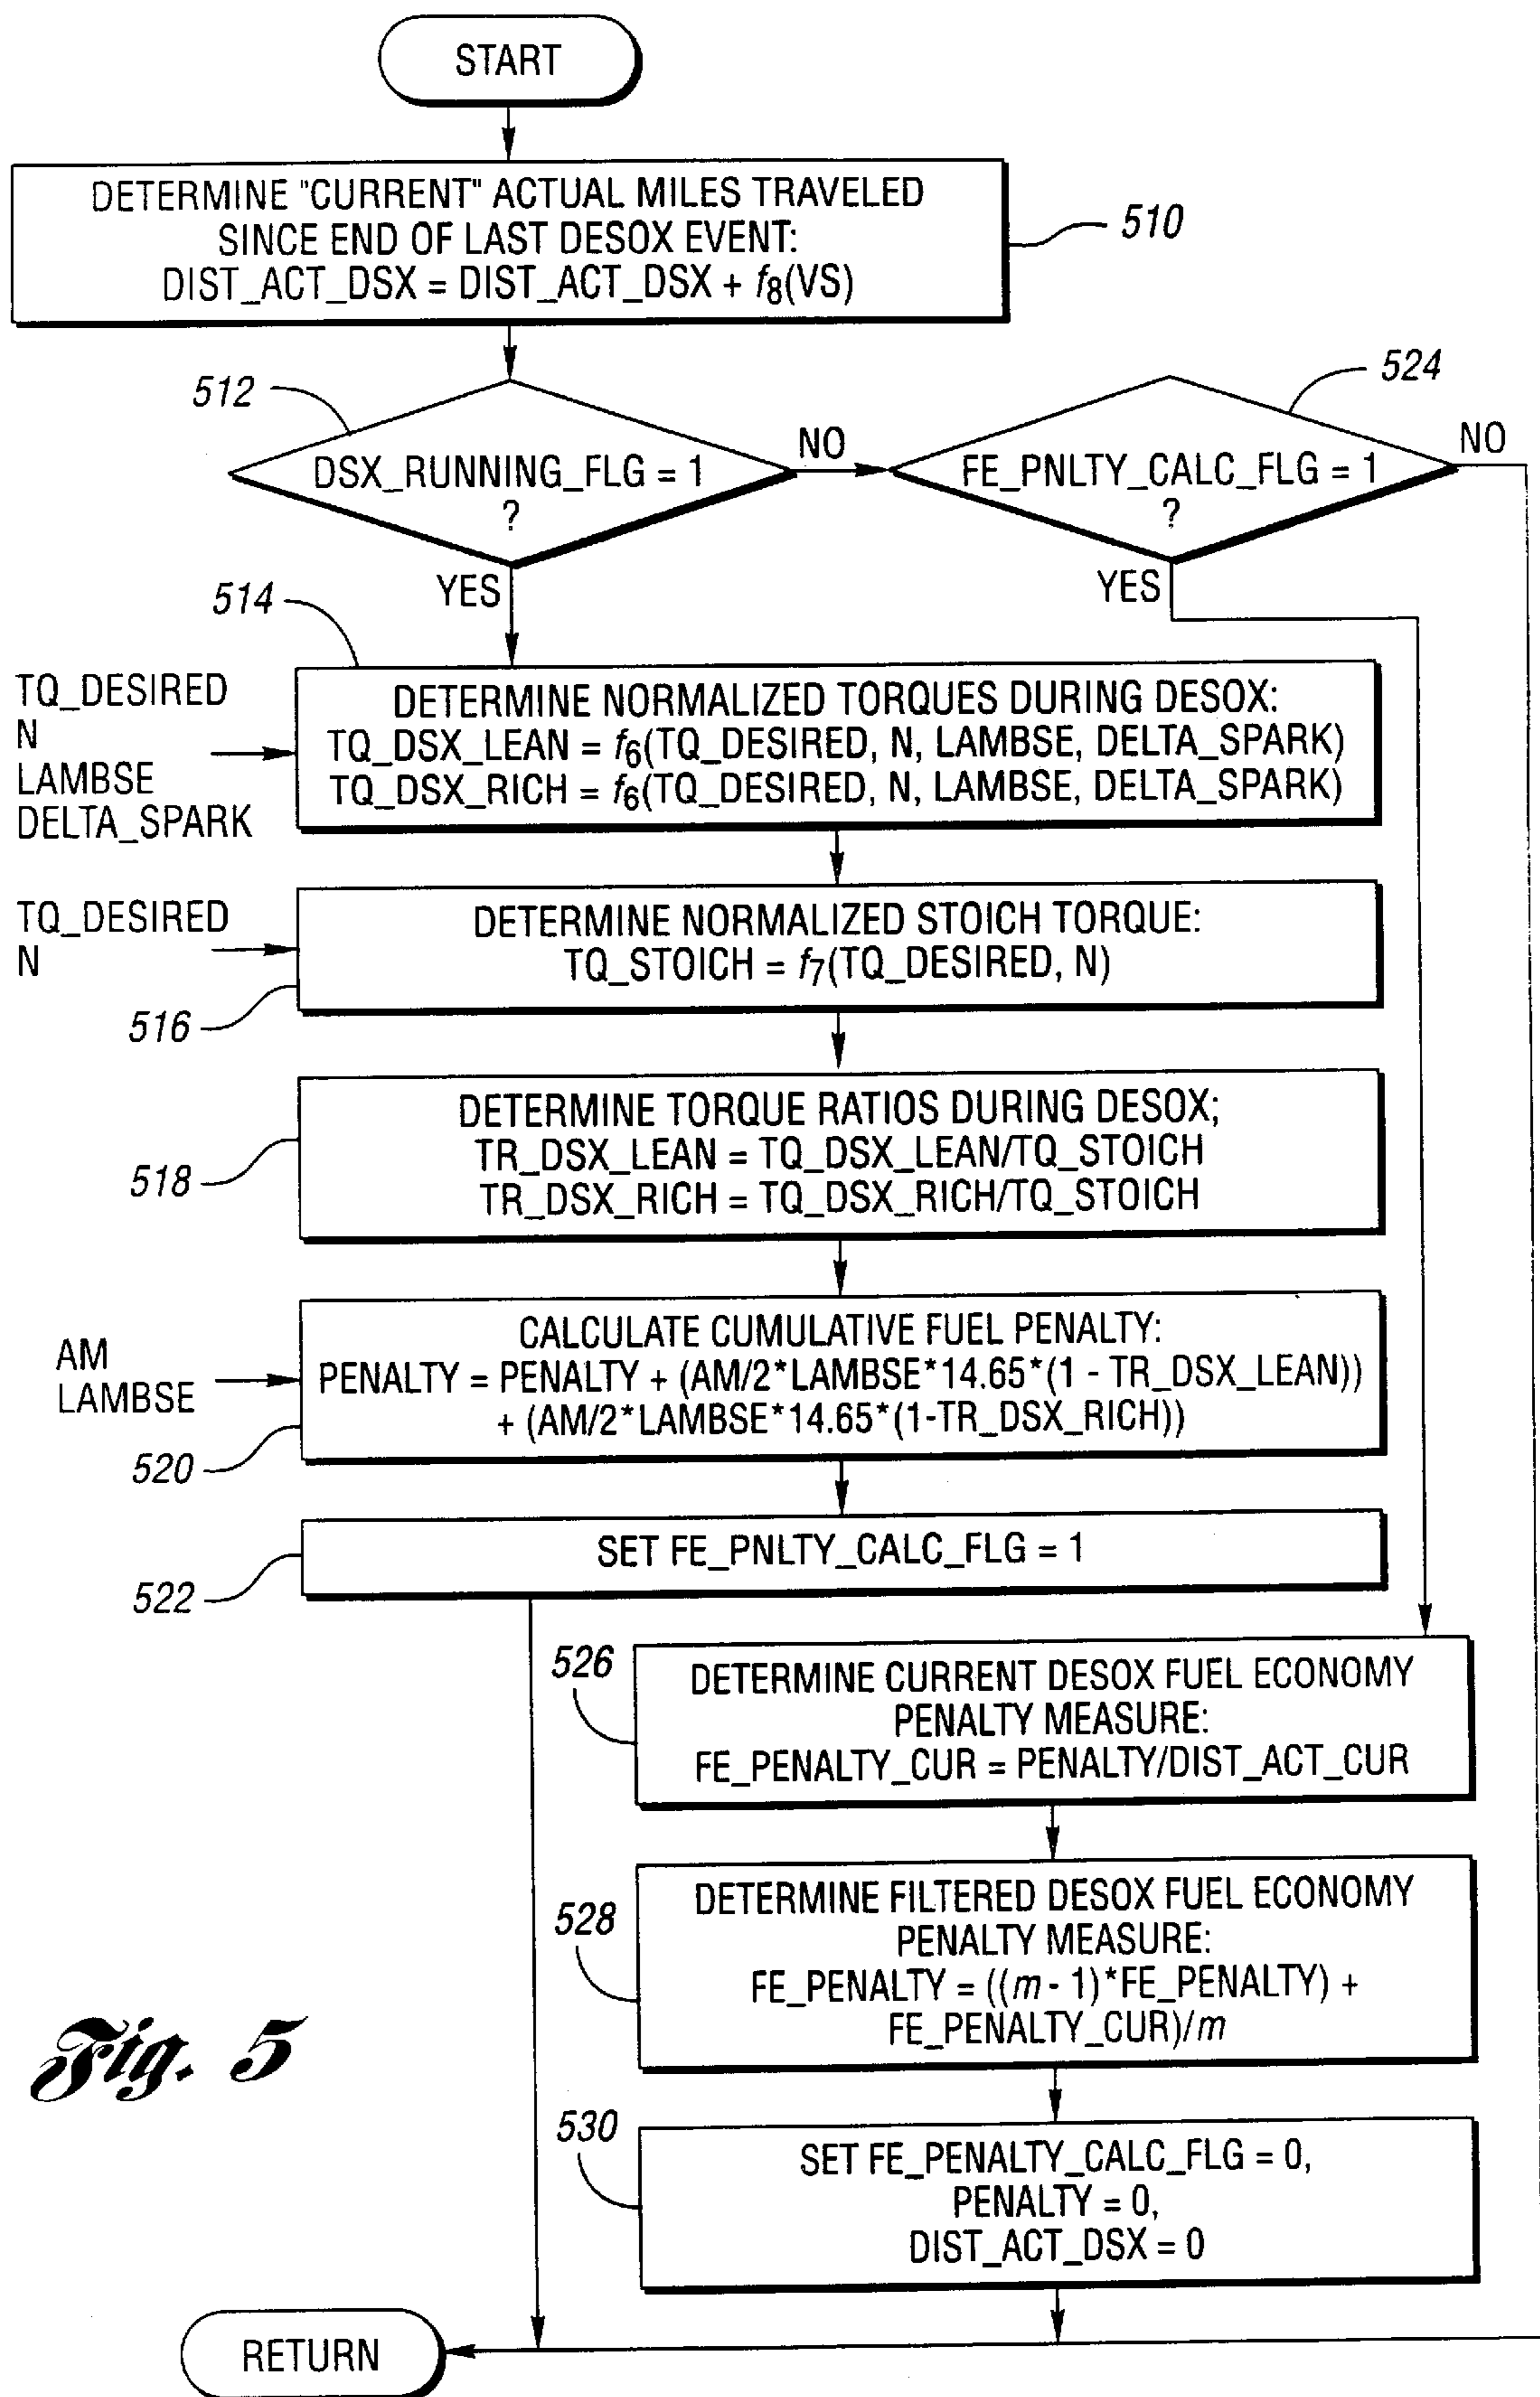 START
DETERMINE "CURRENT" ACTUAL MILES TRAVELED
SINCE END OF LAST DESOX EVENT:
DIST_ACT_DSX = DIST_ACT_DSX + f8(VS)
510
512
DSX_RUNNING_FLG = 1
?
NO
524
FE_PNLTY_CALC_FLG = 1
?
NO
YES
YES
514
TQ_DESIRED
N
LAMBSE
DELTA_SPARK
DETERMINE NORMALIZED TORQUES DURING DESOX:
TQ_DSX_LEAN = f6(TQ_DESIRED, N, LAMBSE, DELTA_SPARK)
TQ_DSX_RICH = f6(TQ_DESIRED, N, LAMBSE, DELTA_SPARK)
TQ_DESIRED
N
DETERMINE NORMALIZED STOICH TORQUE:
TQ_STOICH = f7(TQ_DESIRED, N)
516
DETERMINE TORQUE RATIOS DURING DESOX;
TR_DSX_LEAN = TQ_DSX_LEAN/TQ_STOICH
TR_DSX_RICH = TQ_DSX_RICH/TQ_STOICH
518
AM
LAMBSE
CALCULATE CUMULATIVE FUEL PENALTY:
PENALTY = PENALTY + (AM/2*LAMBSE*14.65*(1 - TR_DSX_LEAN))
+ (AM/2*LAMBSE*14.65*(1-TR_DSX_RICH))
520
SET FE_PNLTY_CALC_FLG = 1
522
526
DETERMINE CURRENT DESOX FUEL ECONOMY
PENALTY MEASURE:
FE_PENALTY_CUR = PENALTY/DIST_ACT_CUR
528
DETERMINE FILTERED DESOX FUEL ECONOMY
PENALTY MEASURE:
FE_PENALTY = ((m - 1)*FE_PENALTY) +
FE_PENALTY_CUR)/m
Fig. 5
530
SET FE_PENALTY_CALC_FLG = 0,
PENALTY = 0,
DIST_ACT_DSX = 0
RETURN